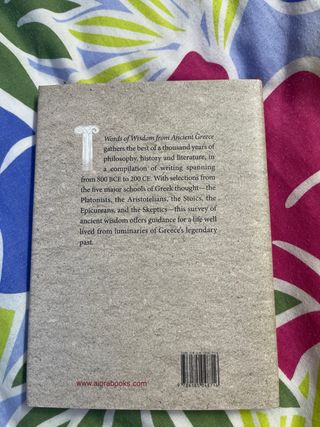 Words of Wisdom from Ancient Greece
gathers the best of a thousand years of
philosophy, history and literature, in
a compilation of writing spanning
from 800 BCE to 200 CE. With selections from
the five major schools of Greek thought—the
Platonists, the Aristotelians, the Stoics, the
Epicureans, and the Skeptics—this survey of
ancient wisdom offers guidance for a life well
lived from luminaries of Greece's legendary
past.
www.aiorabooks.com